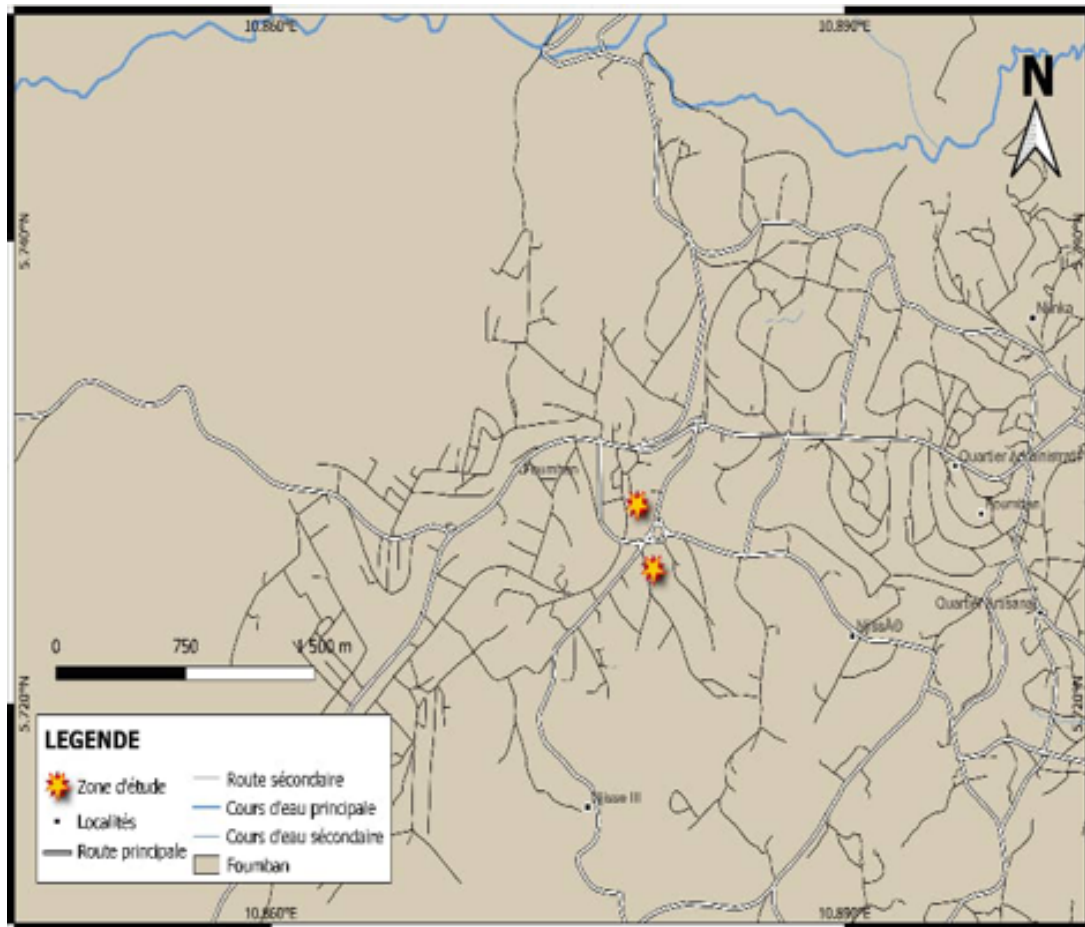 10.860°E
10.890°E
N
5.740°N
5.740°N
Njinka
Foumban
Quartier Administratif
Foumban
Quartier Artisanal
NjissÃ©
0 750 1 500 m
5.720°N
5.720°N
LEGENDE
Zone d'étude
Localités
Route principale
Route sécondaire
Cours d'eau principale
Cours d'eau sécondaire
Foumban
Njisse III
10.860°E
10.890°E